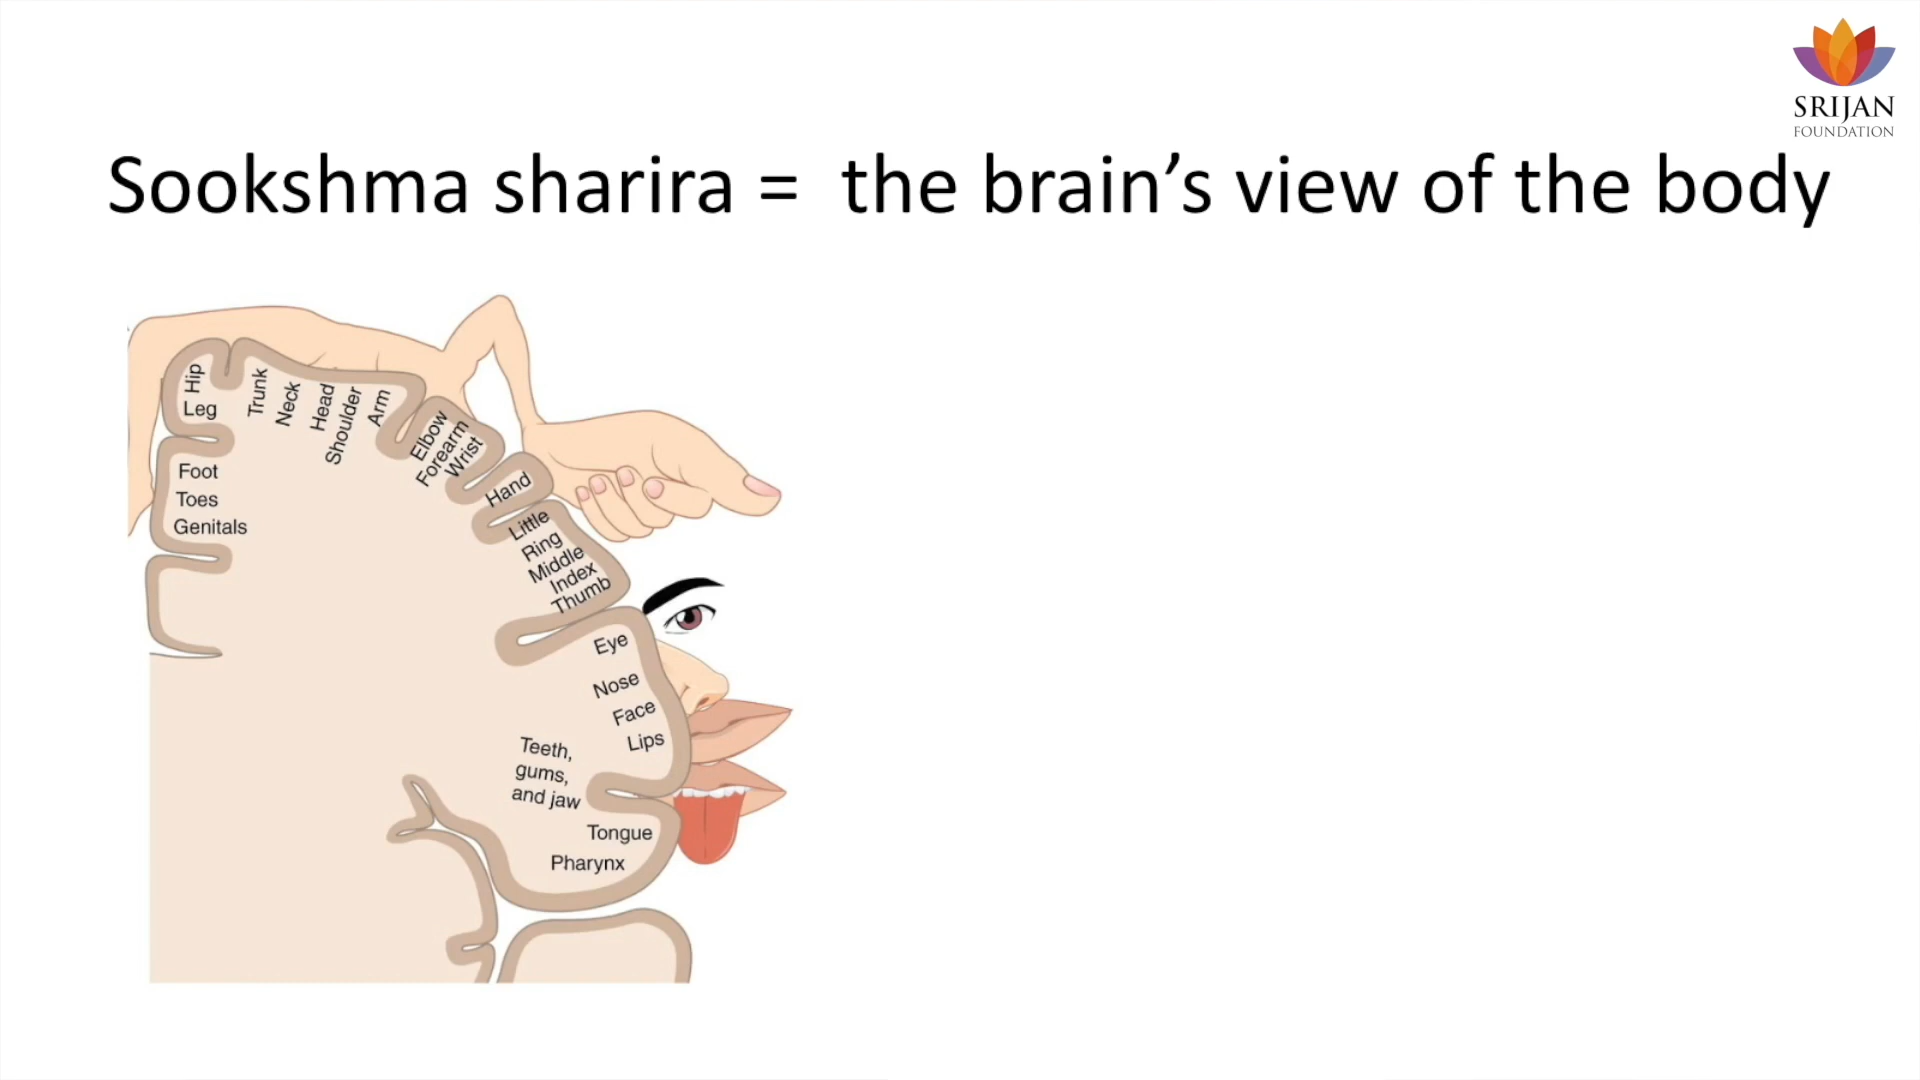 SRIJAN
FOUNDATION
Sookshma sharira = the brain’s view of the body
Hip
Leg
Trunk
Neck
Head
Shoulder
Arm
Elbow
Forearm
Wrist
Hand
Little
Ring
Middle
Index
Thumb
Foot
Toes
Genitals
Eye
Nose
Face
Lips
Teeth,
gums,
and jaw
Tongue
Pharynx